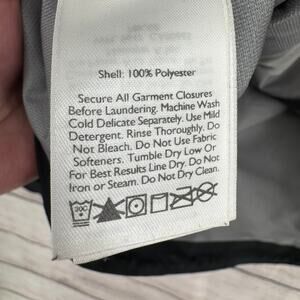 Shell: 100% Polyester
Secure All Garment Closures
Before Laundering. Machine Wash
Cold Delicate Separately. Use Mild
Detergent. Rinse Thoroughly. Do
Not Bleach. Do Not Use Fabric
Softeners. Tumble Dry Low Or
For Best Results Line Dry. Do Not
Iron or Steam. Do Not Dry Clean.